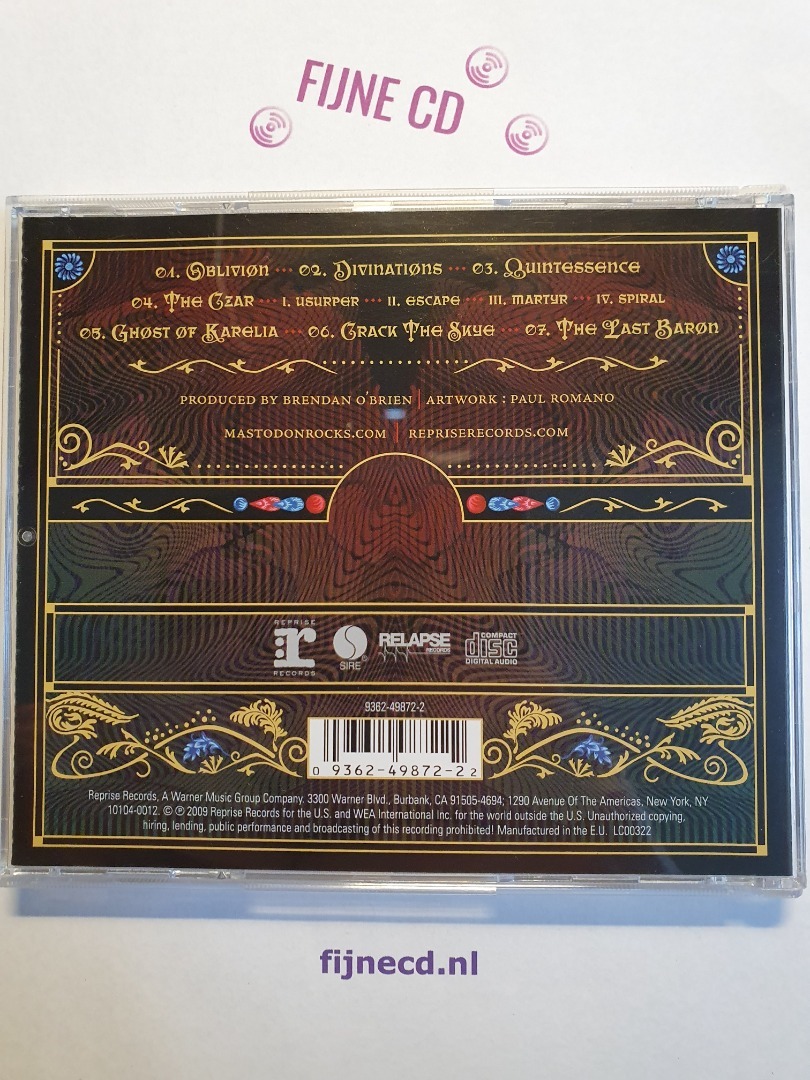 FIJNE CD
01. Oblivion ··· 02. Divinations ··· 03. Quintessence
04. The Czar ··· I. USURPER ··· II. ESCAPE ··· III. MARTYR ··· IV. SPIRAL
05. Ghost of Karelia ··· 06. Crack The Skye ··· 07. The Last Baron
PRODUCED BY BRENDAN O'BRIEN | ARTWORK : PAUL ROMANO
MASTODONROCKS.COM | REPRISERECORDS.COM
REPRISE
r
RECORDS
SIRE
RELAPSE
RECORDS
COMPACT
disc
DIGITAL AUDIO
9362-49872-2
0 9362-49872-2 2
Reprise Records, A Warner Music Group Company. 3300 Warner Blvd., Burbank, CA 91505-4694; 1290 Avenue Of The Americas, New York, NY
10104-0012. © ℗ 2009 Reprise Records for the U.S. and WEA International Inc. for the world outside the U.S. Unauthorized copying,
hiring, lending, public performance and broadcasting of this recording prohibited! Manufactured in the E.U. LC00322
fijnecd.nl